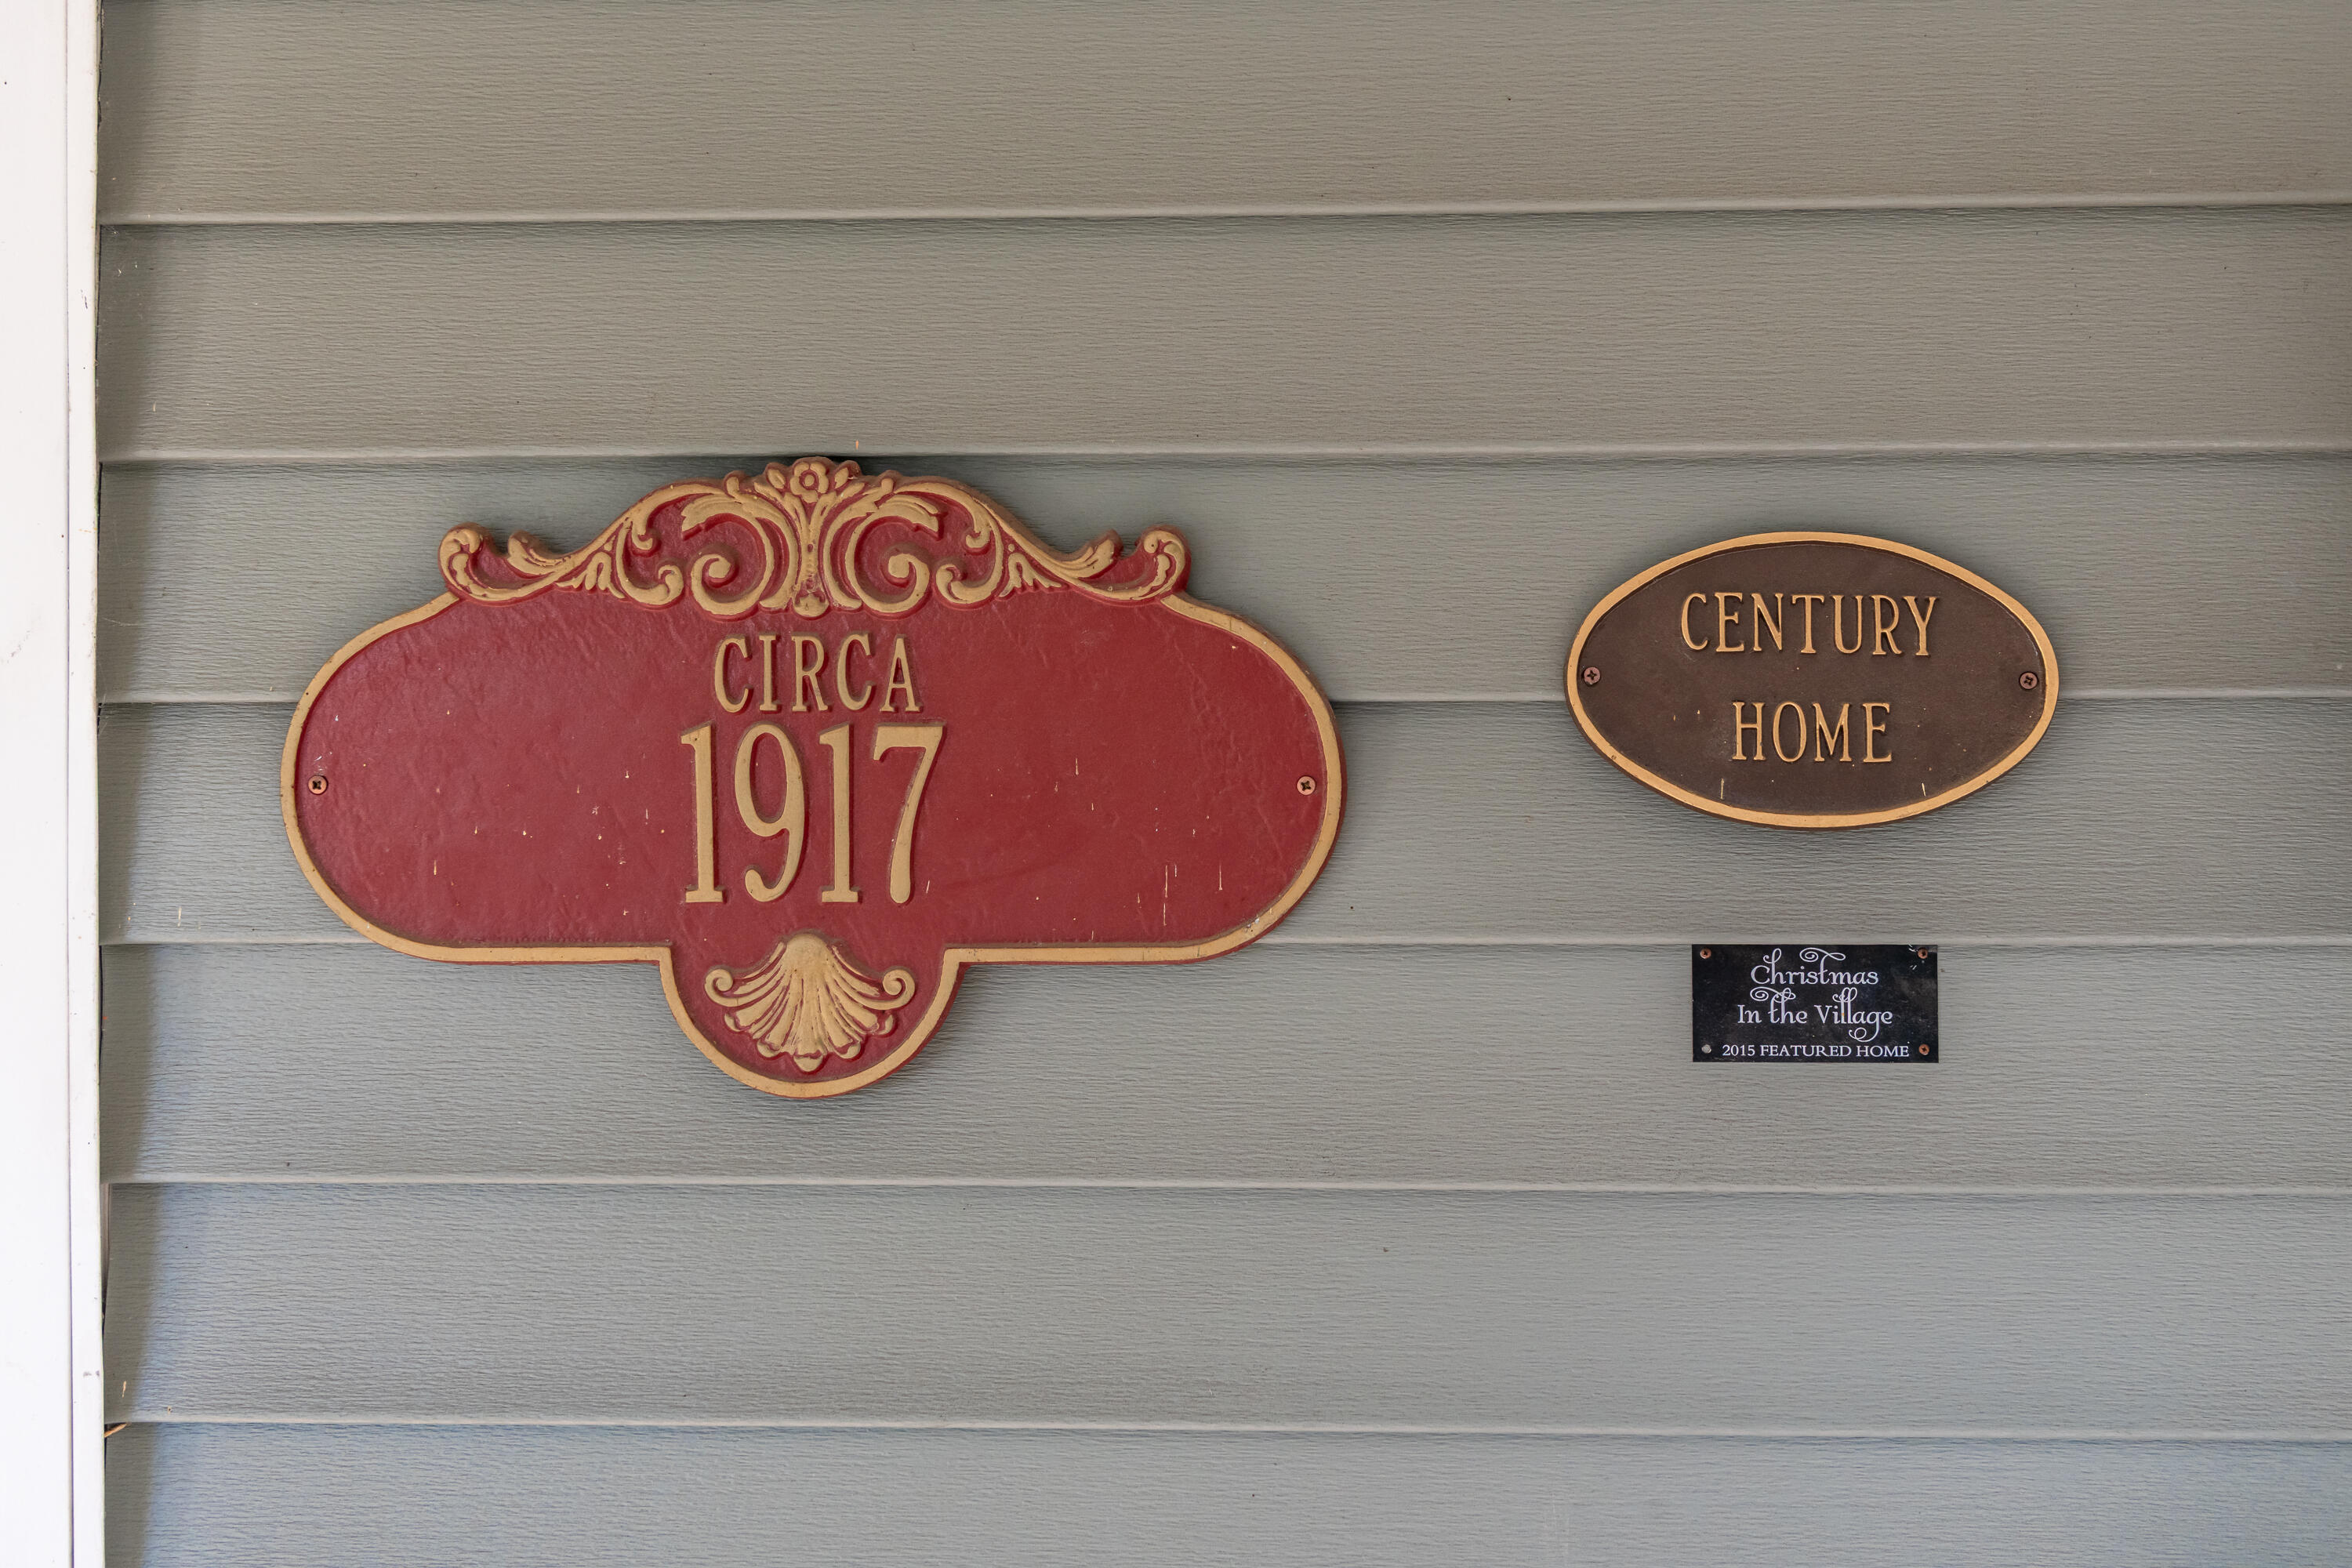 CIRCA
1917
CENTURY
HOME
Christmas
In the Village
2015 FEATURED HOME